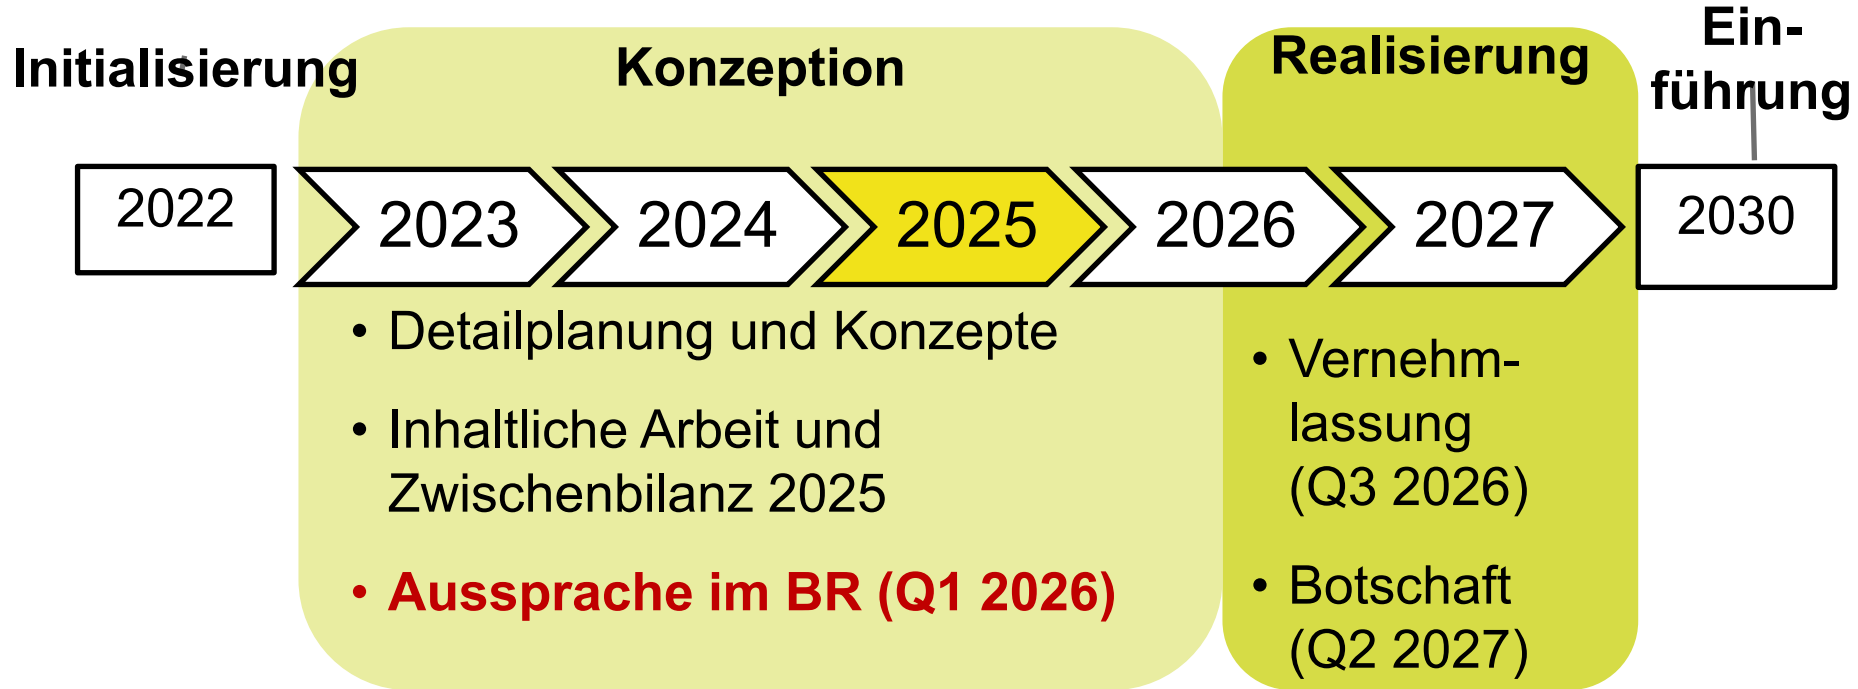 Initialisierung
Konzeption
Realisierung
Ein-
führung
2022
2023
2024
2025
2026
2027
2030
• Detailplanung und Konzepte
• Inhaltliche Arbeit und
Zwischenbilanz 2025
• Aussprache im BR (Q1 2026)
• Vernehm-
lassung
(Q3 2026)
• Botschaft
(Q2 2027)